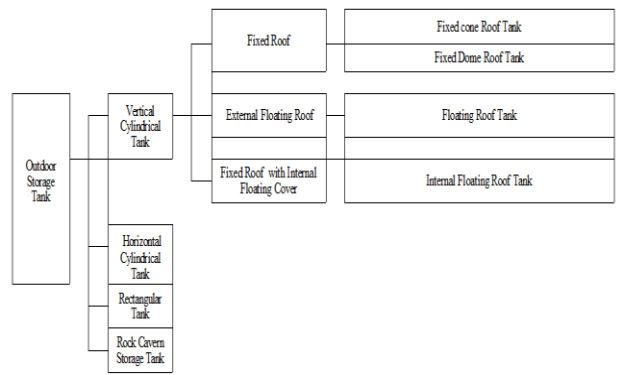 Outdoor
Storage
Tank
Vertical
Cylindrical
Tank
Horizontal
Cylindrical
Tank
Rectangular
Tank
Rock Cavern
Storage Tank
Fixed Roof
External Floating Roof
Fixed Roof with Internal
Floating Cover
Fixed cone Roof Tank
Fixed Dome Roof Tank
Floating Roof Tank
Internal Floating Roof Tank